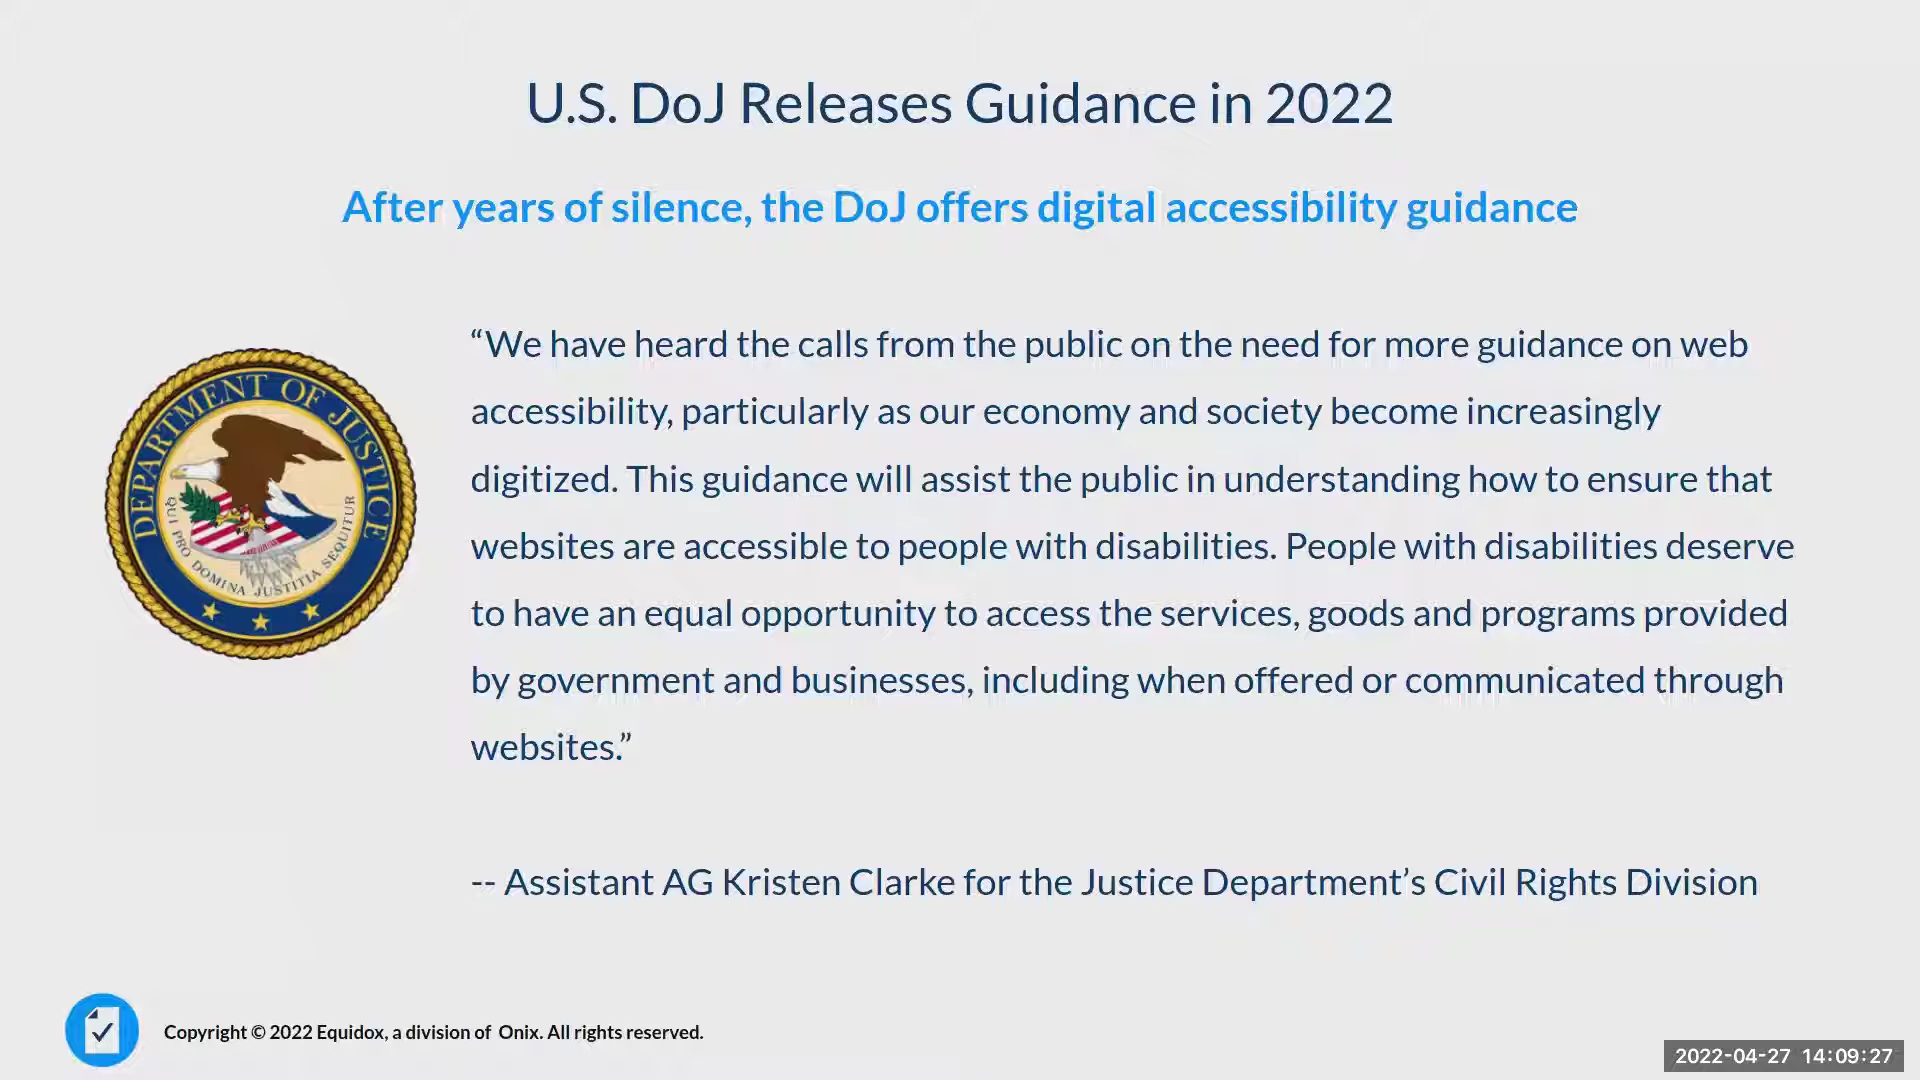 U.S. DoJ Releases Guidance in 2022
After years of silence, the DoJ offers digital accessibility guidance
“We have heard the calls from the public on the need for more guidance on web
accessibility, particularly as our economy and society become increasingly
digitized. This guidance will assist the public in understanding how to ensure that
websites are accessible to people with disabilities. People with disabilities deserve
to have an equal opportunity to access the services, goods and programs provided
by government and businesses, including when offered or communicated through
websites.”
DEPARTMENT OF JUSTICE
QUI PRO DOMINA JUSTITIA SEQUITUR
-- Assistant AG Kristen Clarke for the Justice Department’s Civil Rights Division
Copyright © 2022 Equidox, a division of Onix. All rights reserved.
2022-04-27 14:09:27